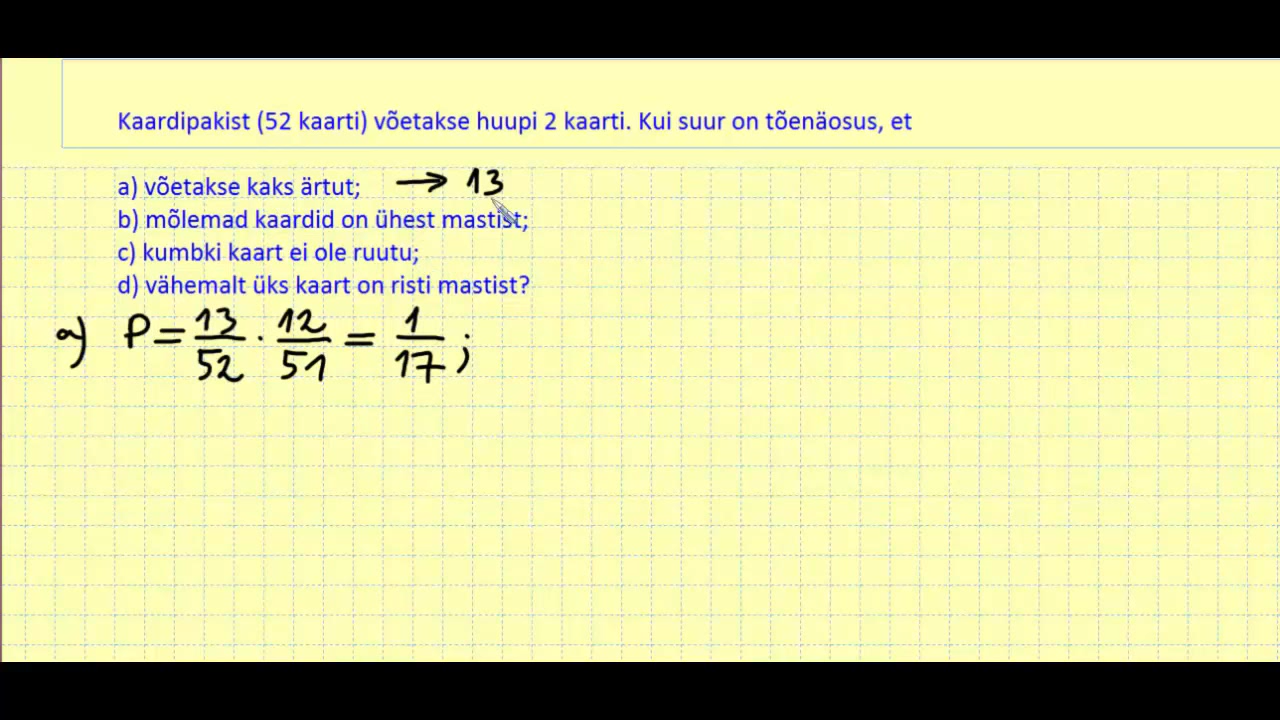 Kaardipakist (52 kaarti) võetakse huupi 2 kaarti. Kui suur on tõenäosus, et
a) võetakse kaks ärtut; → 13
b) mõlemad kaardid on ühest mastist;
c) kumbki kaart ei ole ruutu;
d) vähemalt üks kaart on risti mastist?
a) P = 13/52 · 12/51 = 1/17 ;